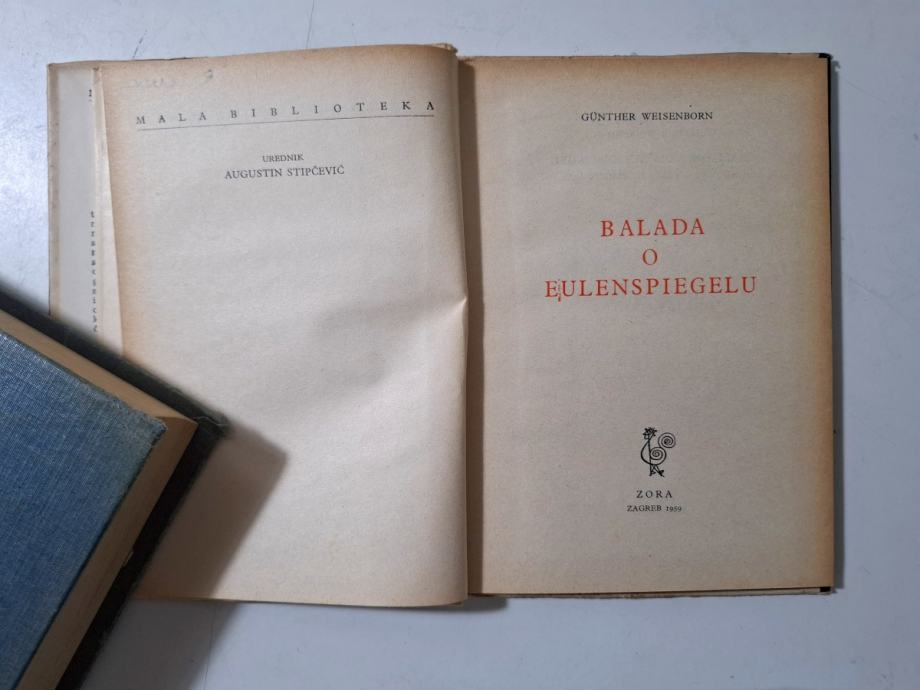 MALA BIBLIOTEKA
UREDNIK
AUGUSTIN STIPČEVIĆ
GÜNTHER WEISENBORN
BALADA
O
EULENSPIEGELU
ZORA
ZAGREB 1959